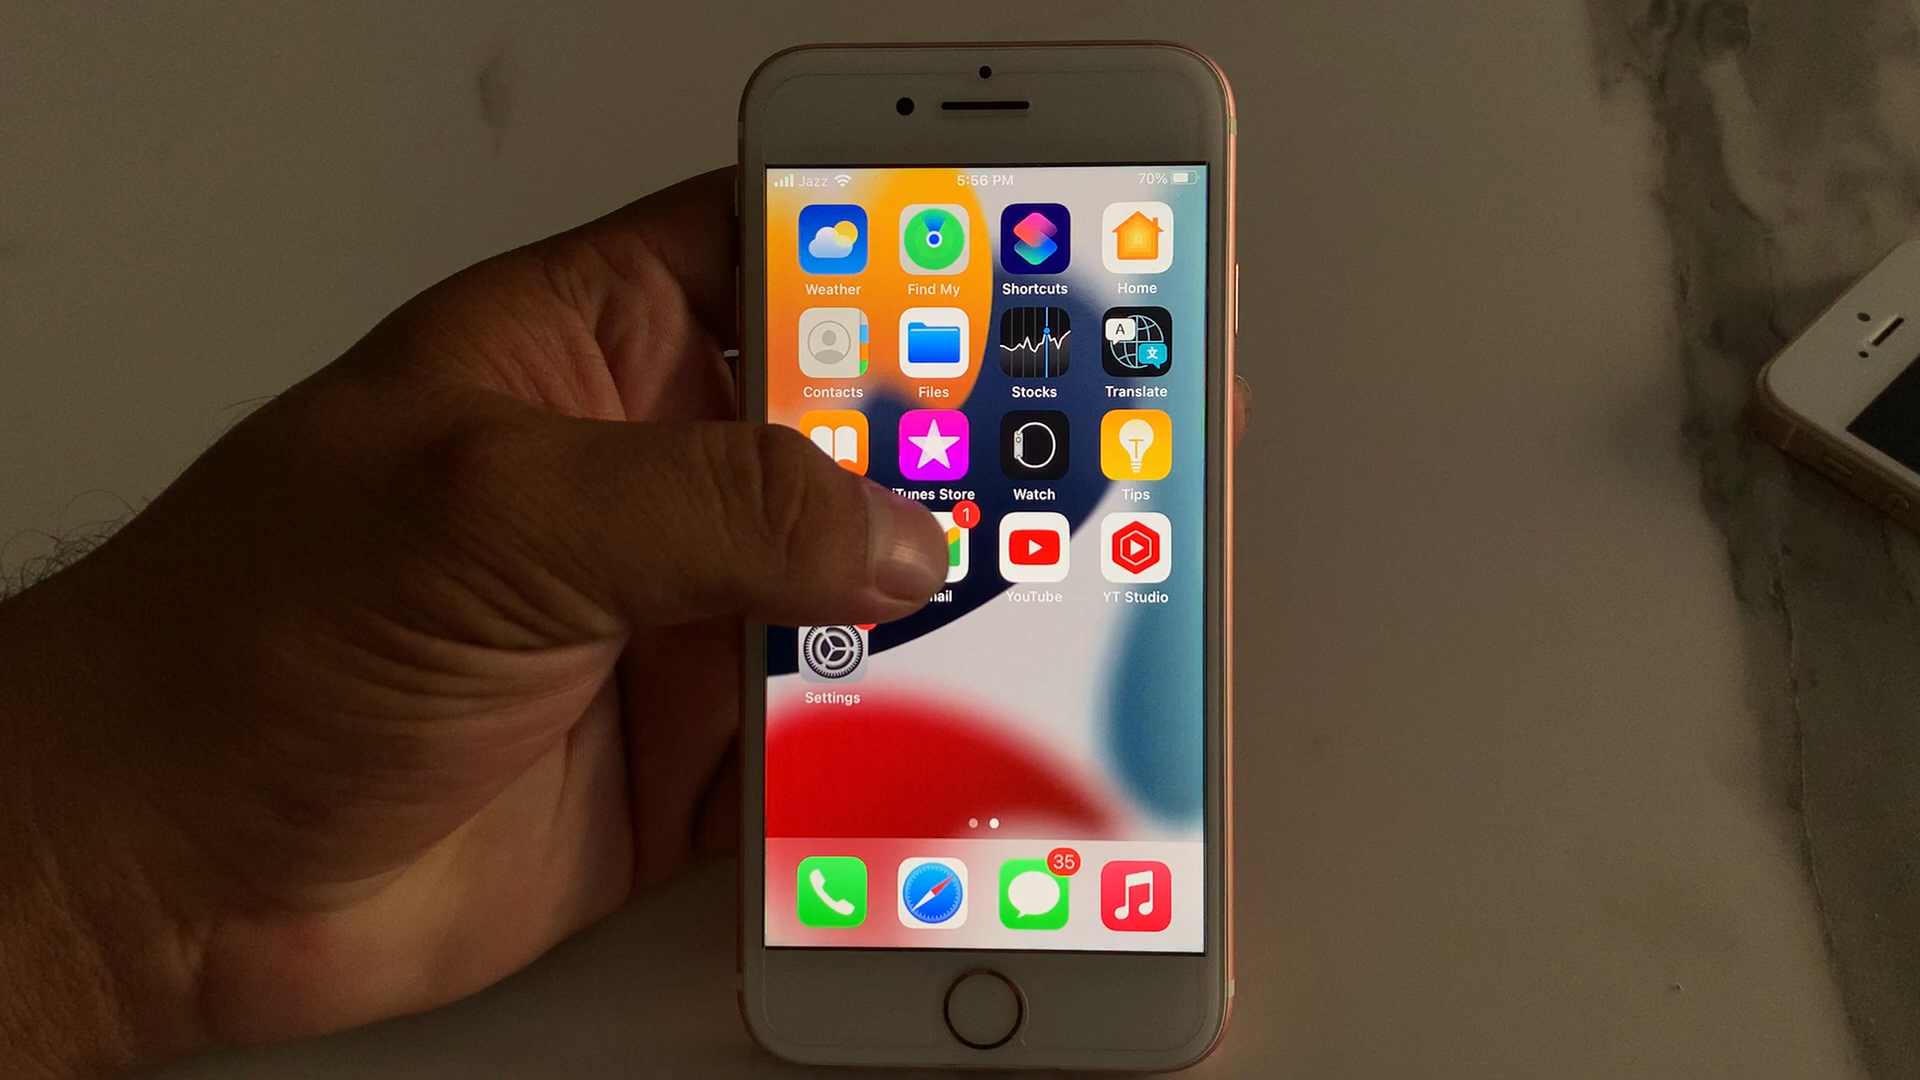 Jazz 5:56 PM 70%
Weather Find My Shortcuts Home
A 文
Contacts Files Stocks Translate
iTunes Store Watch Tips
1
YouTube YT Studio
Settings
35